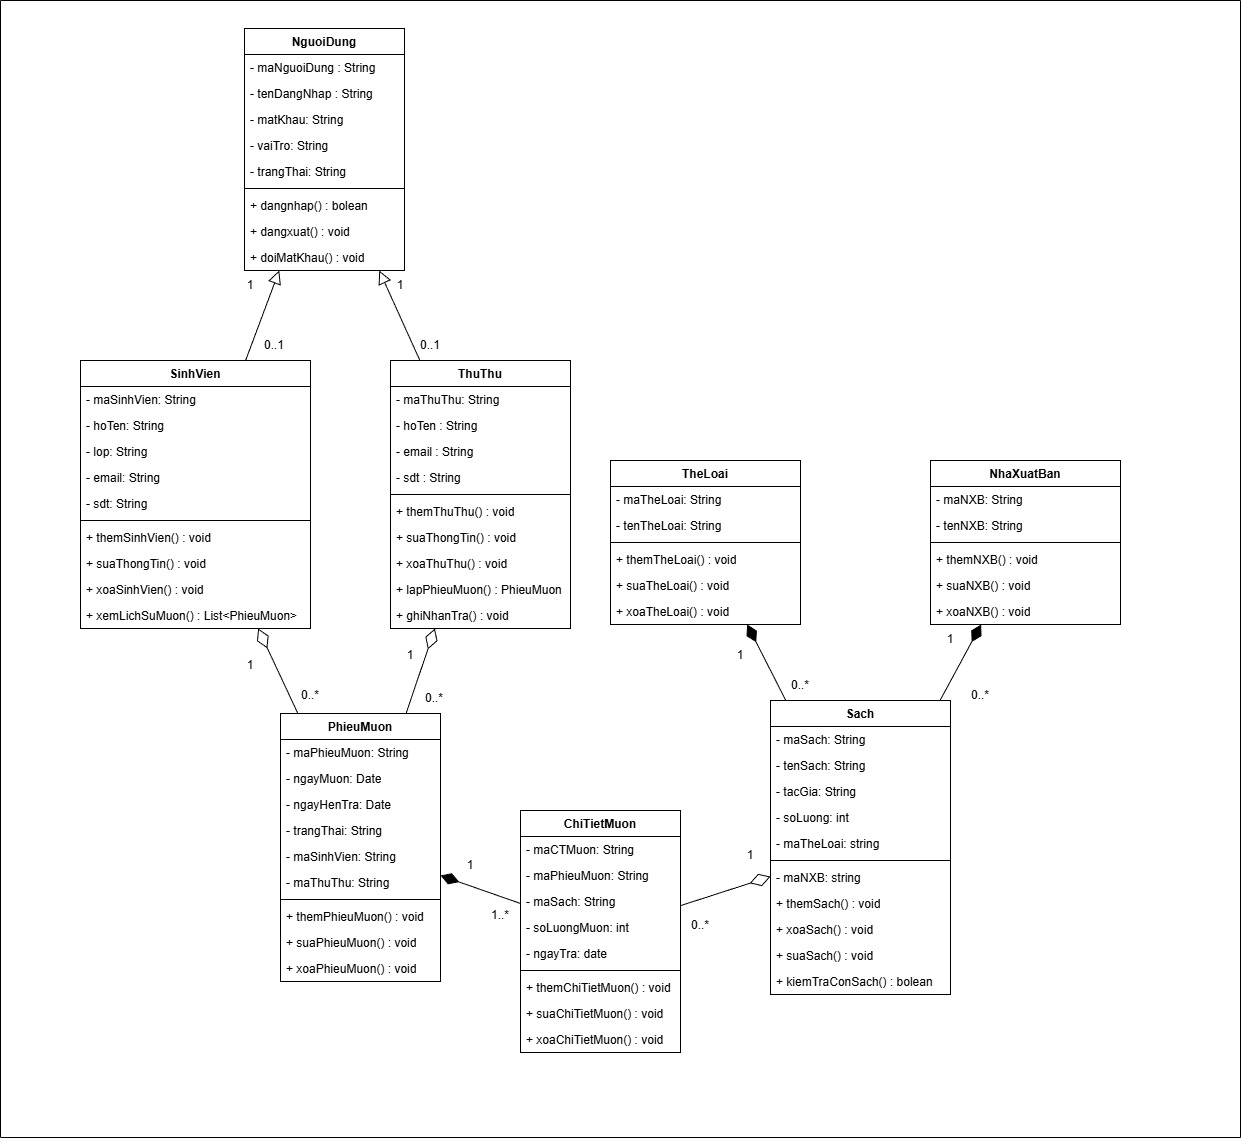 NguoiDung
- maNguoiDung : String
- tenDangNhap : String
- matKhau: String
- vaiTro: String
- trangThai: String
+ dangnhap() : bolean
+ dangxuat() : void
+ doiMatKhau() : void
1
1
0..1
0..1
SinhVien
- maSinhVien: String
- hoTen: String
- lop: String
- email: String
- sdt: String
+ themSinhVien() : void
+ suaThongTin() : void
+ xoaSinhVien() : void
+ xemLichSuMuon() : List<PhieuMuon>
ThuThu
- maThuThu: String
- hoTen : String
- email : String
- sdt : String
+ themThuThu() : void
+ suaThongTin() : void
+ xoaThuThu() : void
+ lapPhieuMuon() : PhieuMuon
+ ghiNhanTra() : void
TheLoai
- maTheLoai: String
- tenTheLoai: String
+ themTheLoai() : void
+ suaTheLoai() : void
+ xoaTheLoai() : void
NhaXuatBan
- maNXB: String
- tenNXB: String
+ themNXB() : void
+ suaNXB() : void
+ xoaNXB() : void
1
1
1
1
0..*
0..*
0..*
0..*
PhieuMuon
- maPhieuMuon: String
- ngayMuon: Date
- ngayHenTra: Date
- trangThai: String
- maSinhVien: String
- maThuThu: String
+ themPhieuMuon() : void
+ suaPhieuMuon() : void
+ xoaPhieuMuon() : void
1
1..*
ChiTietMuon
- maCTMuon: String
- maPhieuMuon: String
- maSach: String
- soLuongMuon: int
- ngayTra: date
+ themChiTietMuon() : void
+ suaChiTietMuon() : void
+ xoaChiTietMuon() : void
1
0..*
Sach
- maSach: String
- tenSach: String
- tacGia: String
- soLuong: int
- maTheLoai: string
- maNXB: string
+ themSach() : void
+ xoaSach() : void
+ suaSach() : void
+ kiemTraConSach() : bolean